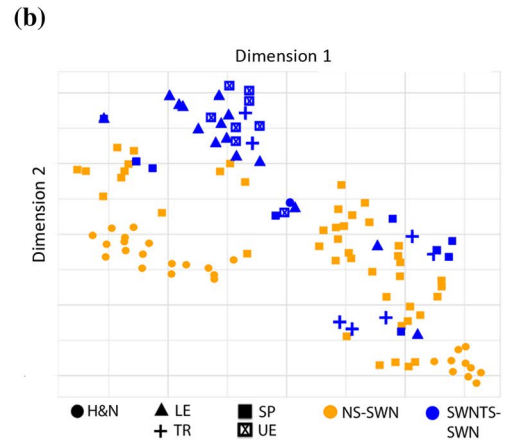 (b)
Dimension 1
Dimension 2
H&N LE SP NS-SWN SWNTS-
TR UE SWN